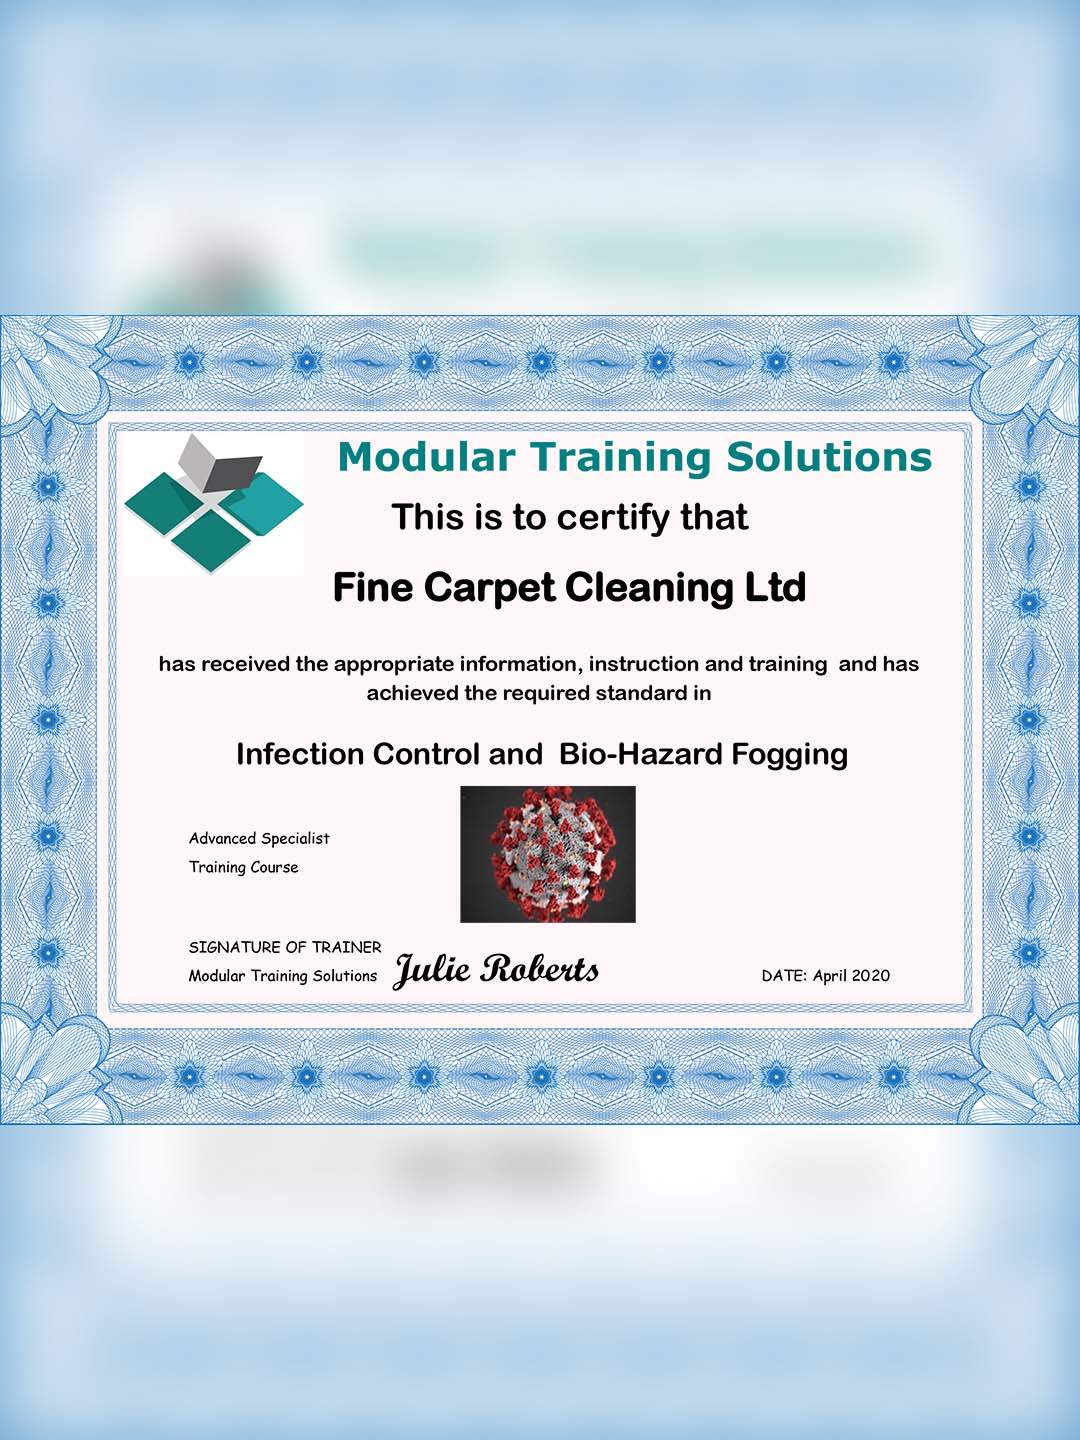 Modular Training Solutions
This is to certify that
Fine Carpet Cleaning Ltd
has received the appropriate information, instruction and training  and has
achieved the required standard in
Infection Control and  Bio-Hazard Fogging
Advanced Specialist
Training Course
SIGNATURE OF TRAINER
Modular Training Solutions Julie Roberts DATE: April 2020